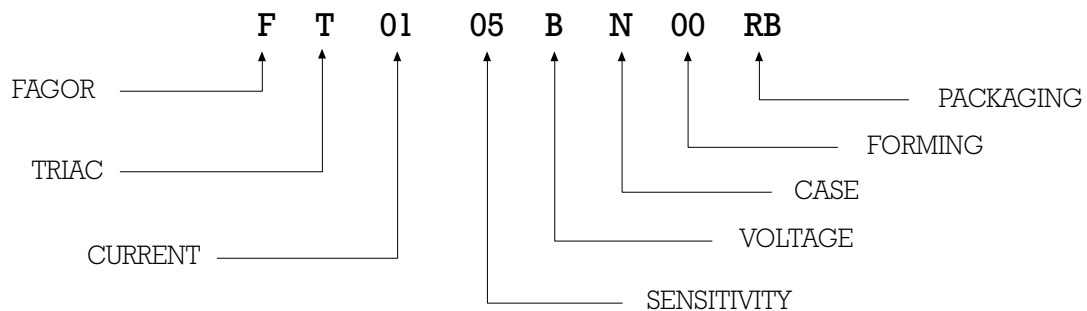 F T 01 05 B N 00 RB
FAGOR
PACKAGING
FORMING
TRIAC
CASE
VOLTAGE
CURRENT
SENSITIVITY